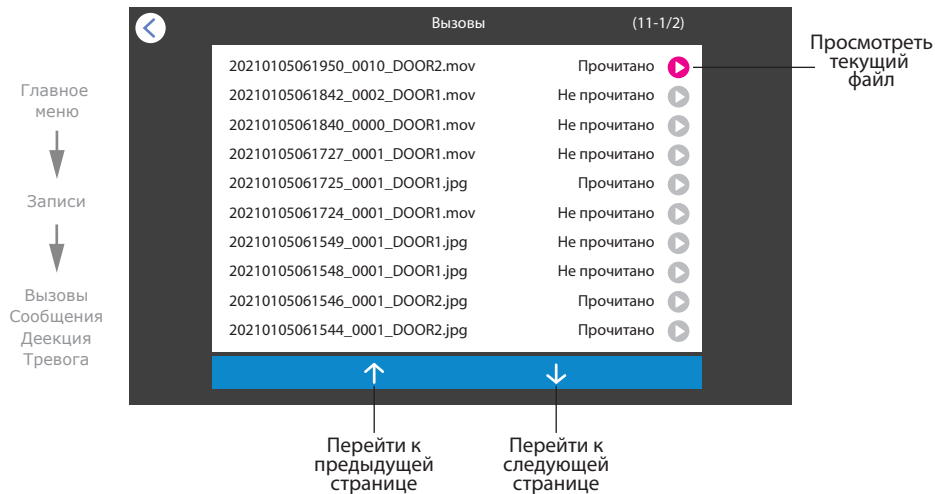 Вызовы (11-1/2)
20210105061950_0010_DOOR2.mov Прочитано
20210105061842_0002_DOOR1.mov Не прочитано
20210105061840_0000_DOOR1.mov Не прочитано
20210105061727_0001_DOOR1.mov Не прочитано
20210105061725_0001_DOOR1.jpg Прочитано
20210105061724_0001_DOOR1.mov Не прочитано
20210105061549_0001_DOOR1.jpg Не прочитано
20210105061548_0001_DOOR1.jpg Не прочитано
20210105061546_0001_DOOR2.jpg Прочитано
20210105061544_0001_DOOR2.jpg Прочитано
Просмотреть
текущий
файл
Главное
меню
Записи
Вызовы
Сообщения
Деекция
Тревога
Перейти к
предыдущей
странице
Перейти к
следующей
странице